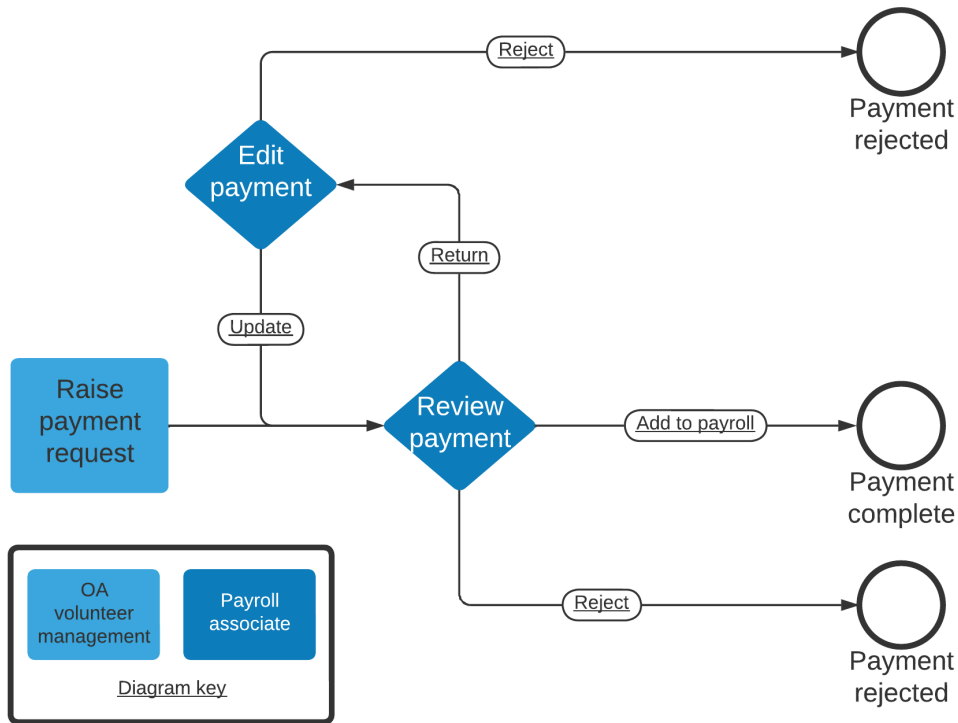 Reject
Payment
rejected
Edit
payment
Return
Update
Raise
payment
request
Review
payment
Add to payroll
Payment
complete
Reject
Payment
rejected
OA
volunteer
management
Payroll
associate
Diagram key